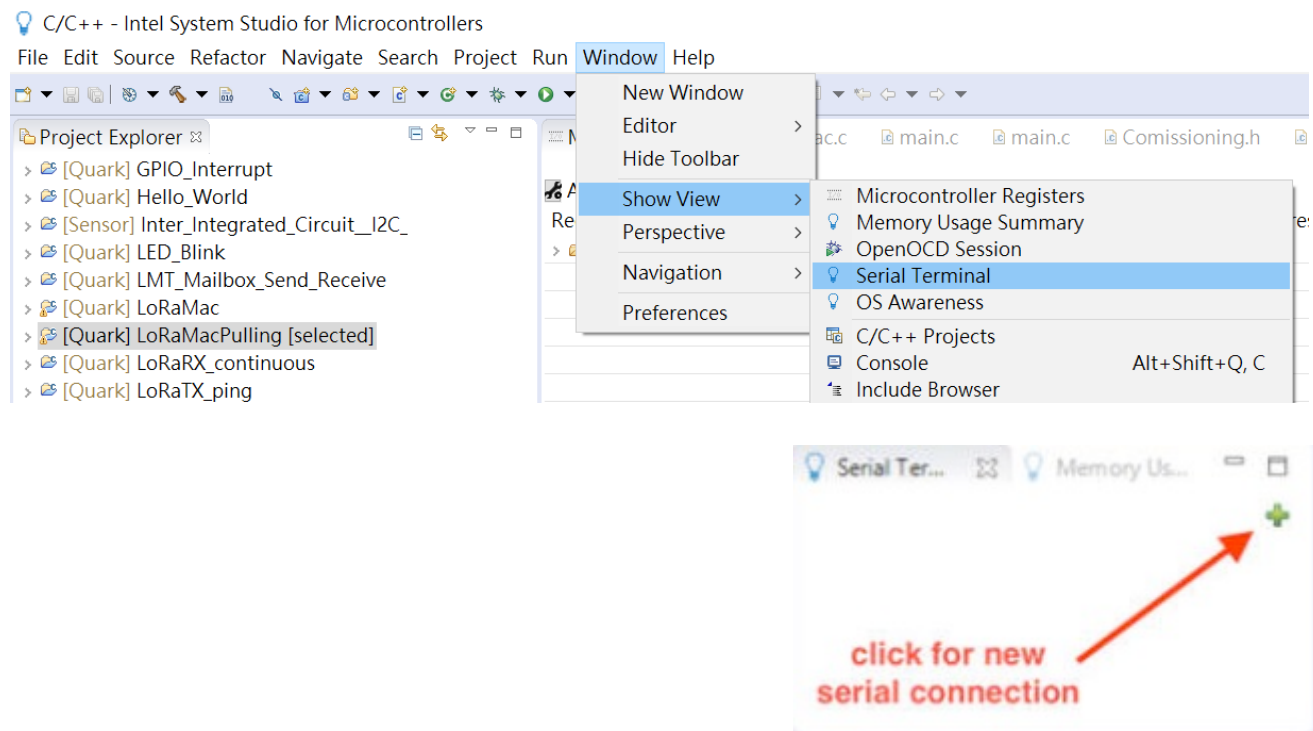 C/C++ - Intel System Studio for Microcontrollers
File Edit Source Refactor Navigate Search Project Run Window Help
Project Explorer
[Quark] GPIO_Interrupt
[Quark] Hello_World
[Sensor] Inter_Integrated_Circuit__I2C_
[Quark] LED_Blink
[Quark] LMT_Mailbox_Send_Receive
[Quark] LoRaMac
[Quark] LoRaMacPulling [selected]
[Quark] LoRaRX_continuous
[Quark] LoRaTX_ping
New Window
Editor
Hide Toolbar
Show View
Perspective
Navigation
Preferences
ac.c main.c main.c Comissioning.h
M
A
Re
Microcontroller Registers
Memory Usage Summary
OpenOCD Session
Serial Terminal
OS Awareness
C/C++ Projects
Console Alt+Shift+Q, C
Include Browser
Serial Ter... Memory Us...
click for new
serial connection